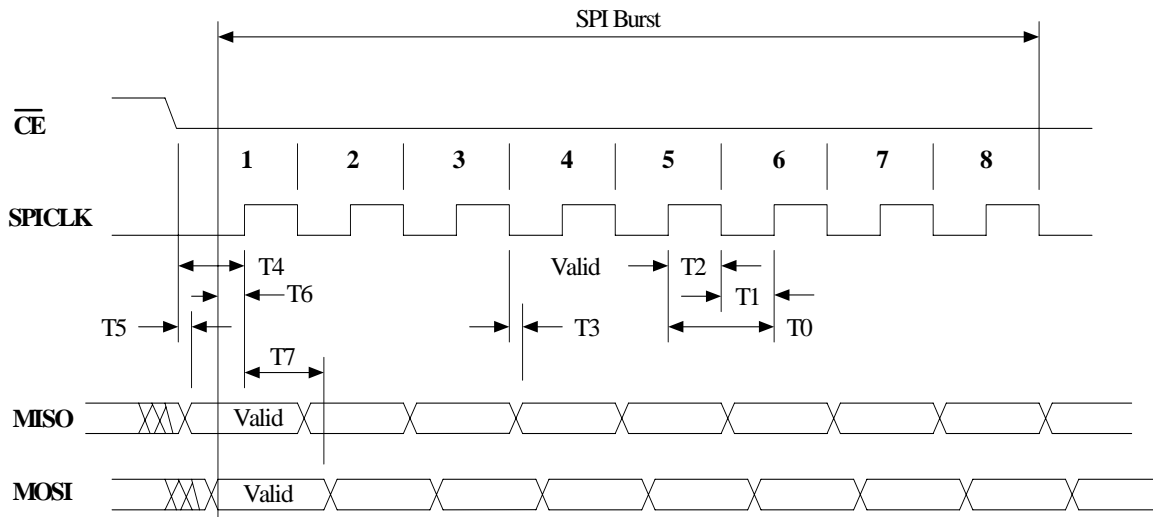 SPI Burst
CE
1 2 3 4 5 6 7 8
SPICLK
T4 Valid T2
T6 T1
T5 T3 T0
T7
MISO Valid
MOSI Valid